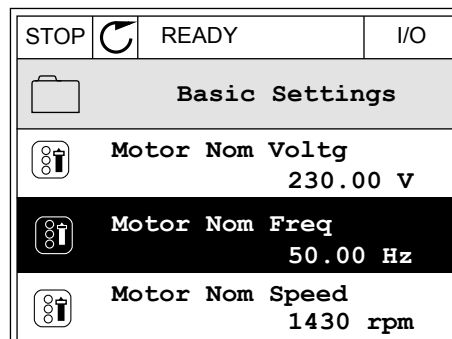 STOP READY I/O
Basic Settings
Motor Nom Voltg
230.00 V
Motor Nom Freq
50.00 Hz
Motor Nom Speed
1430 rpm